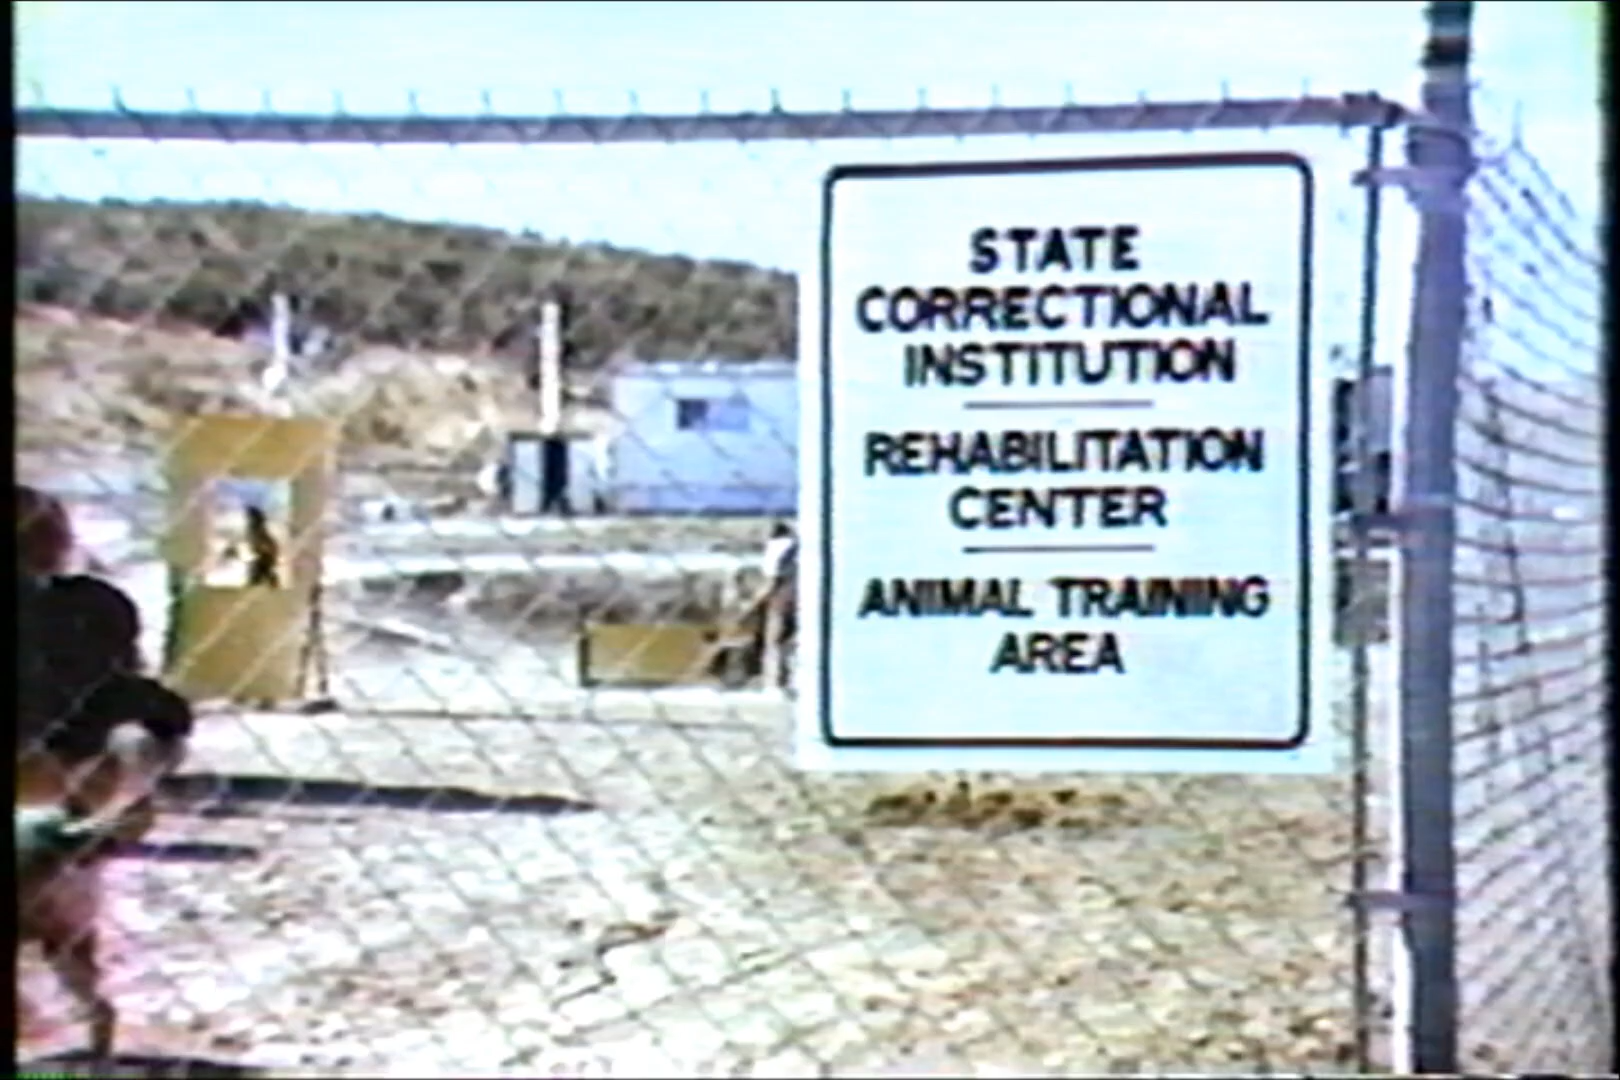 STATE
CORRECTIONAL
INSTITUTION
REHABILITATION
CENTER
ANIMAL TRAINING
AREA